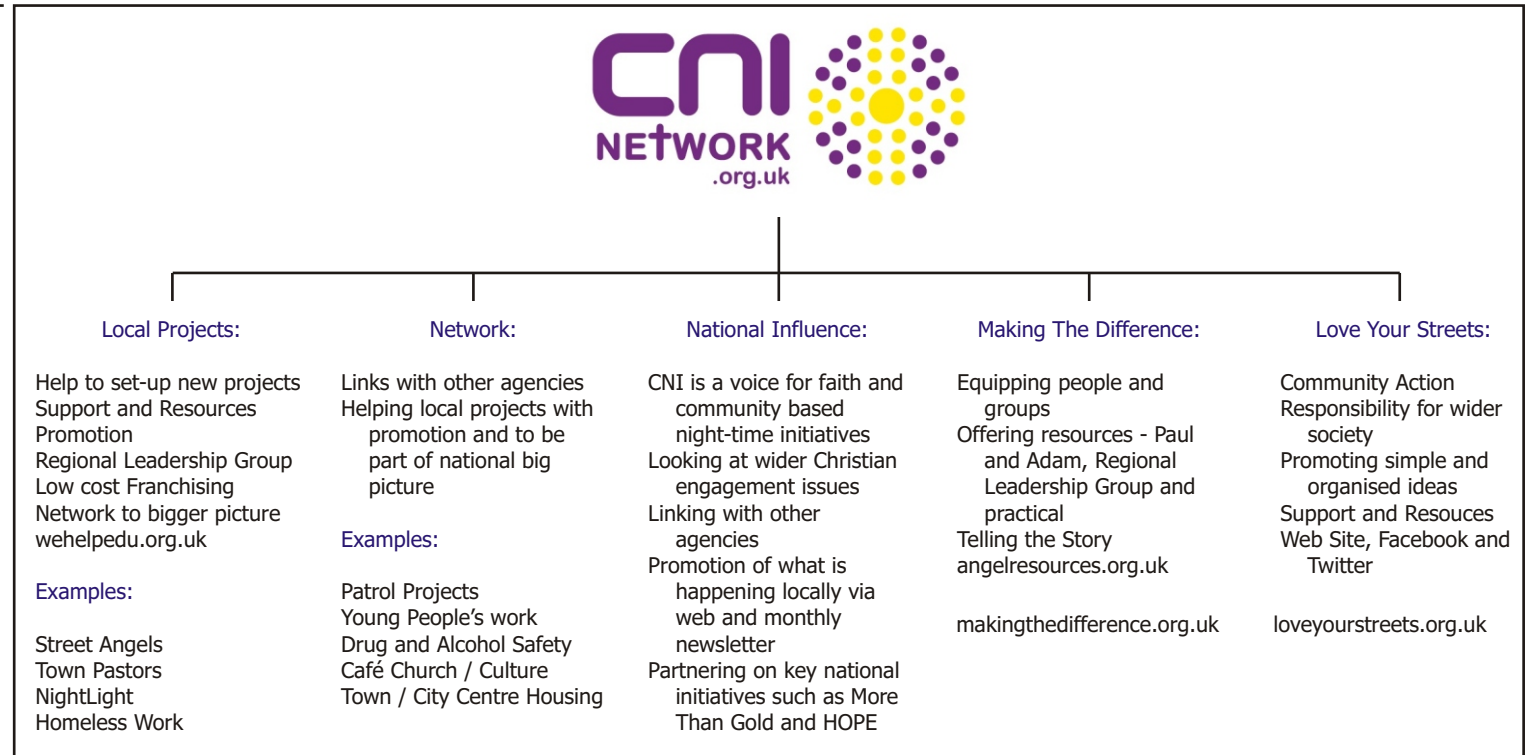 CNI
NETWORK
.org.uk
Local Projects:
Help to set-up new projects
Support and Resources
Promotion
Regional Leadership Group
Low cost Franchising
Network to bigger picture
wehelpedu.org.uk
Examples:
Street Angels
Town Pastors
NightLight
Homeless Work
Network:
Links with other agencies
Helping local projects with
promotion and to be
part of national big
picture
Examples:
Patrol Projects
Young People's work
Drug and Alcohol Safety
Café Church / Culture
Town / City Centre Housing
National Influence:
CNI is a voice for faith and
community based
night-time initiatives
Looking at wider Christian
engagement issues
Linking with other
agencies
Promotion of what is
happening locally via
web and monthly
newsletter
Partnering on key national
initiatives such as More
Than Gold and HOPE
Making The Difference:
Equipping people and
groups
Offering resources - Paul
and Adam, Regional
Leadership Group and
practical
Telling the Story
angelresources.org.uk
makingthedifference.org.uk
Love Your Streets:
Community Action
Responsibility for wider
society
Promoting simple and
organised ideas
Support and Resouces
Web Site, Facebook and
Twitter
loveyourstreets.org.uk